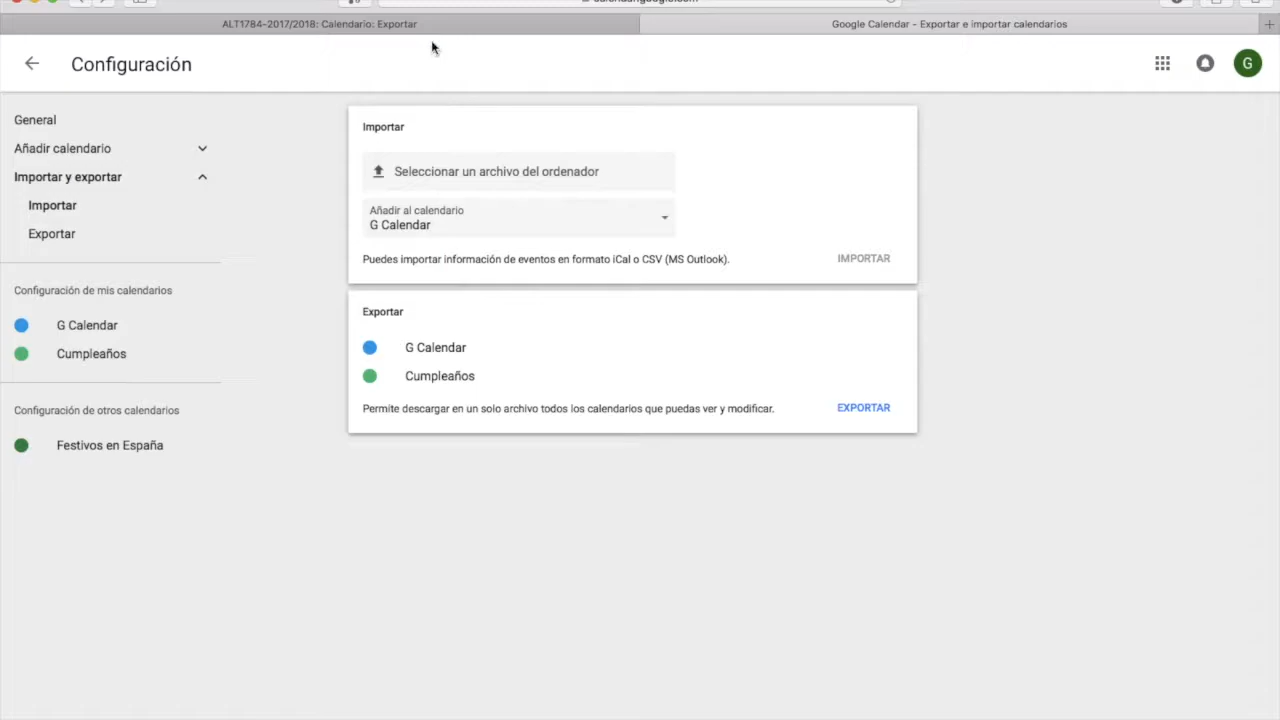 ALT1784-2017/2018: Calendario: Exportar
Google Calendar - Exportar e importar calendarios
Configuración
G
General
Añadir calendario
Importar y exportar
Importar
Exportar
Configuración de mis calendarios
G Calendar
Cumpleaños
Configuración de otros calendarios
Festivos en España
Importar
Seleccionar un archivo del ordenador
Añadir al calendario
G Calendar
Puedes importar información de eventos en formato iCal o CSV (MS Outlook).
IMPORTAR
Exportar
G Calendar
Cumpleaños
Permite descargar en un solo archivo todos los calendarios que puedas ver y modificar.
EXPORTAR